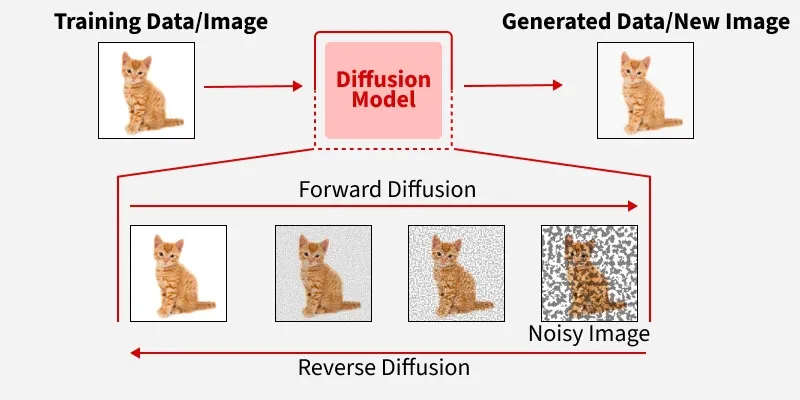 Training Data/Image
Generated Data/New Image
Diffusion
Model
Forward Diffusion
Noisy Image
Reverse Diffusion